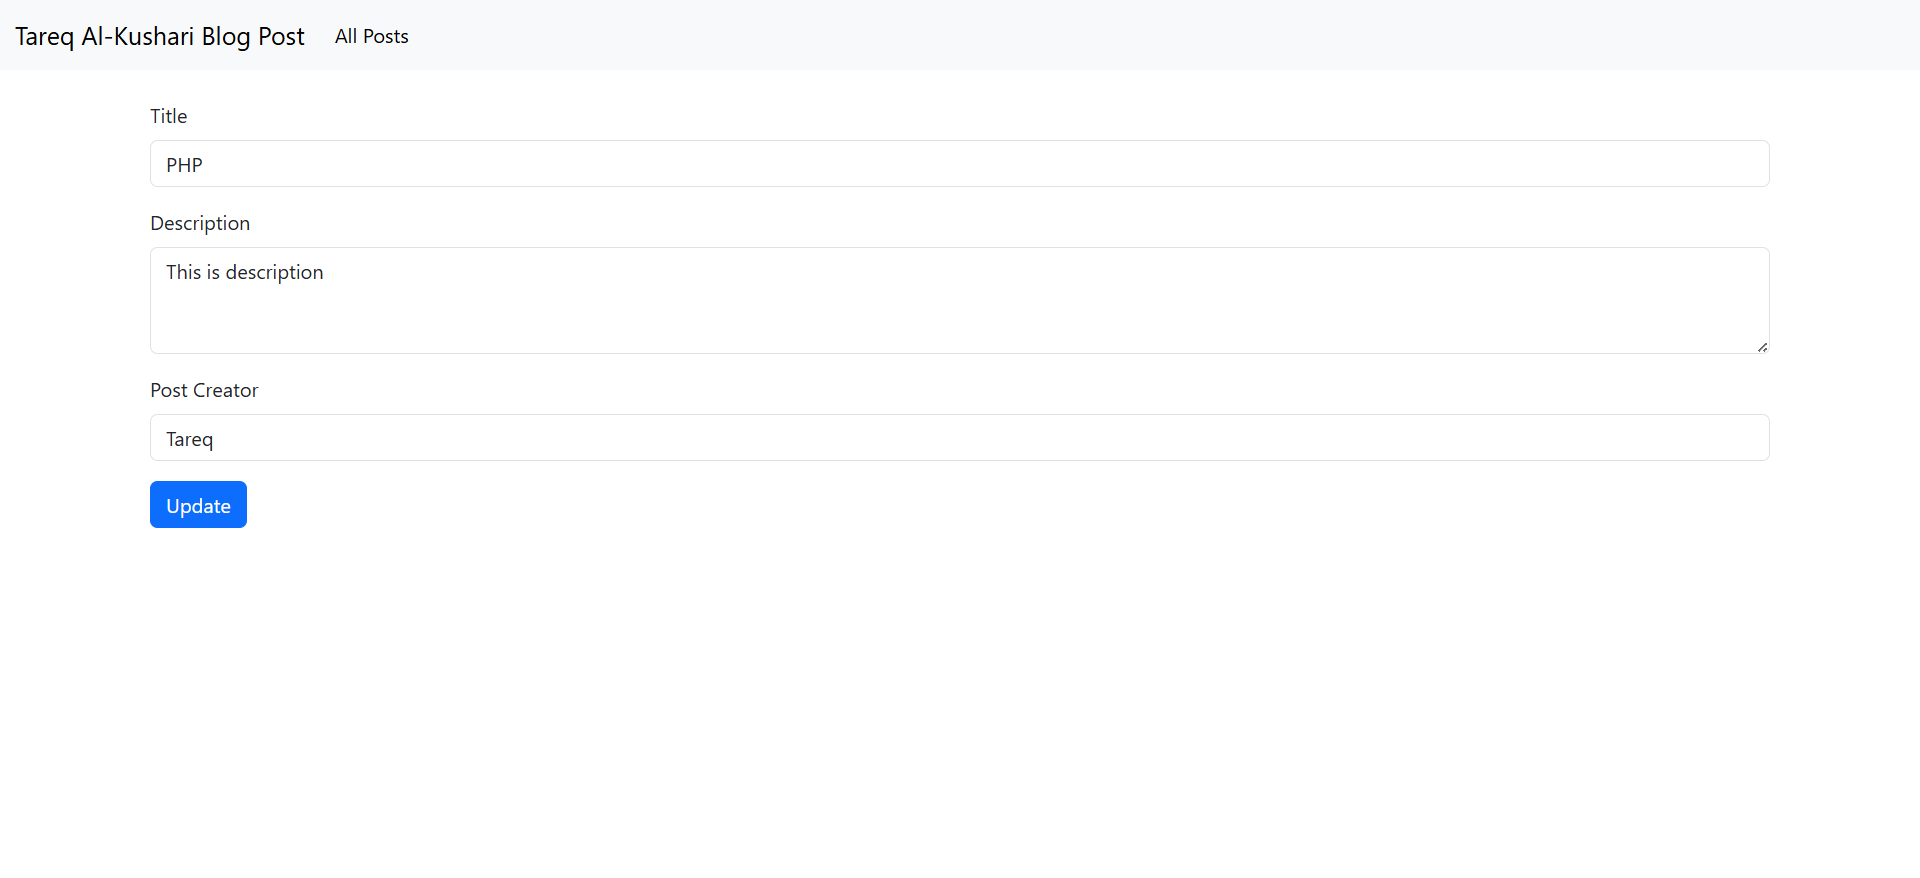 Tareq Al-Kushari Blog Post All Posts
Title
PHP
Description
This is description
Post Creator
Tareq
Update